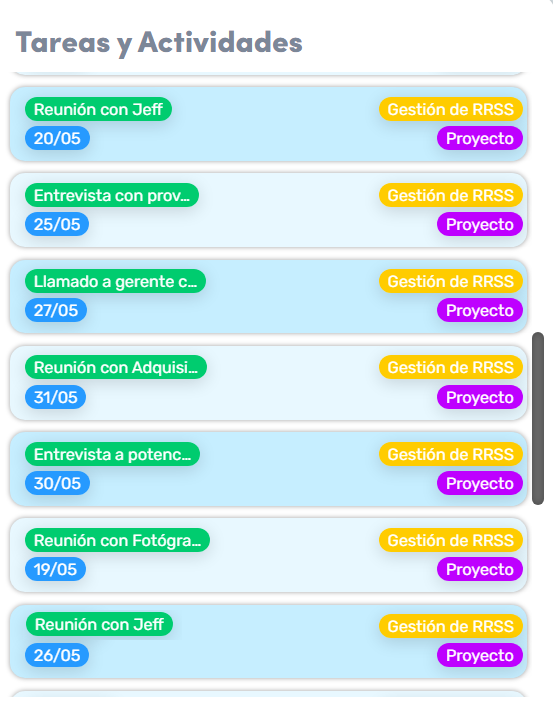 Tareas y Actividades
Reunión con Jeff Gestión de RRSS
20/05 Proyecto
Entrevista con prov... Gestión de RRSS
25/05 Proyecto
Llamado a gerente c... Gestión de RRSS
27/05 Proyecto
Reunión con Adquisi... Gestión de RRSS
31/05 Proyecto
Entrevista a potenc... Gestión de RRSS
30/05 Proyecto
Reunión con Fotógra... Gestión de RRSS
19/05 Proyecto
Reunión con Jeff Gestión de RRSS
26/05 Proyecto